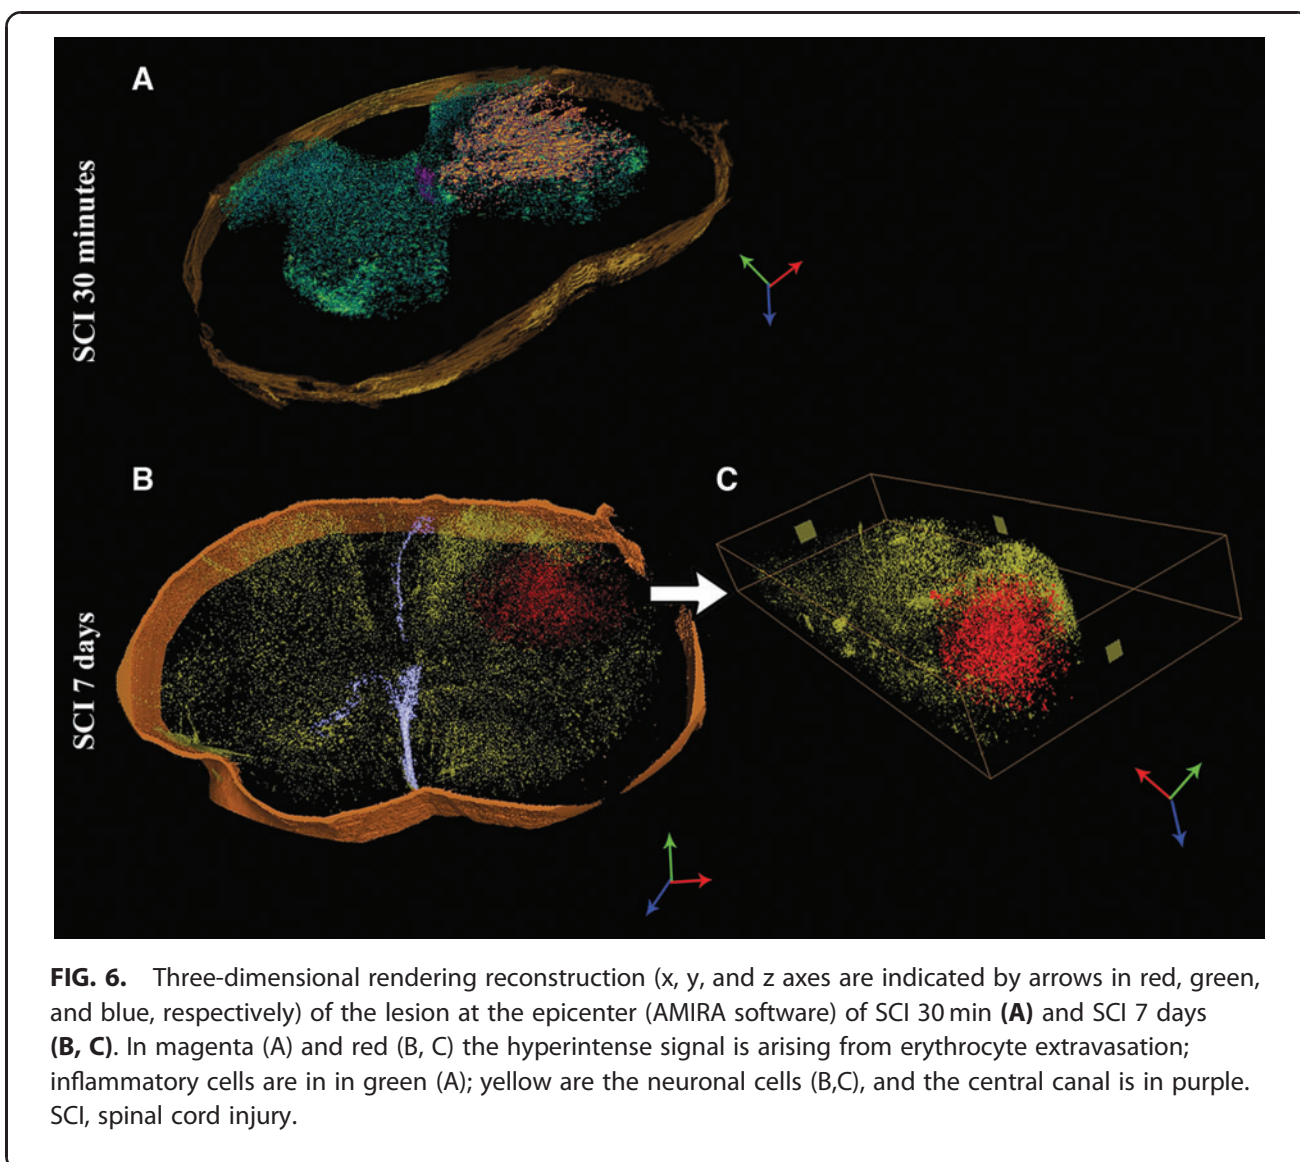 A
SCI 30 minutes
B
C
SCI 7 days
FIG. 6. Three-dimensional rendering reconstruction (x, y, and z axes are indicated by arrows in red, green,
and blue, respectively) of the lesion at the epicenter (AMIRA software) of SCI 30 min (A) and SCI 7 days
(B, C). In magenta (A) and red (B, C) the hyperintense signal is arising from erythrocyte extravasation;
inflammatory cells are in in green (A); yellow are the neuronal cells (B,C), and the central canal is in purple.
SCI, spinal cord injury.